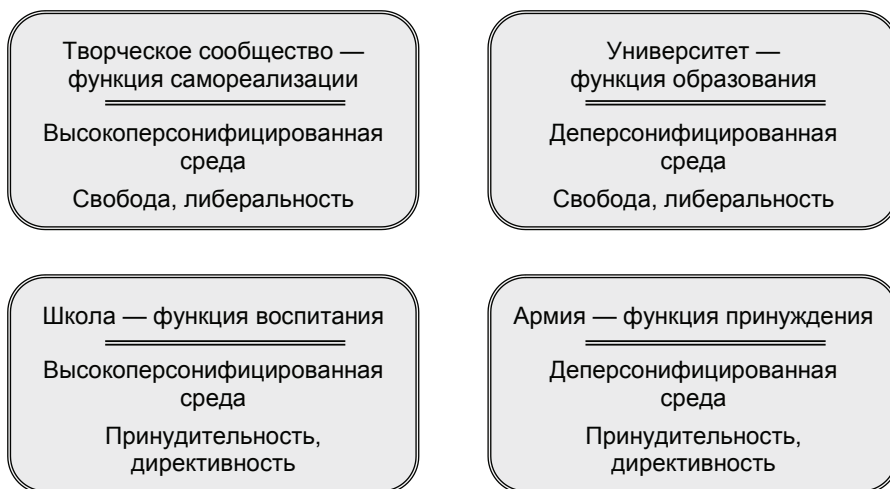 Творческое сообщество —
функция самореализации
Высокоперсонифицированная
среда
Свобода, либеральность
Университет —
функция образования
Деперсонифицированная
среда
Свобода, либеральность
Школа — функция воспитания
Высокоперсонифицированная
среда
Принудительность,
директивность
Армия — функция принуждения
Деперсонифицированная
среда
Принудительность,
директивность